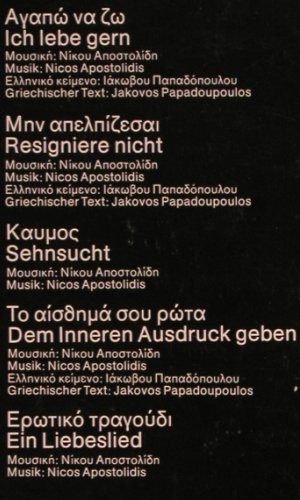 Αγαπώ να ζω
Ich lebe gern
Μουσική: Νίκου Αποστολίδη
Musik: Nicos Apostolidis
Ελληνικό κείμενο: Ιάκωβου Παπαδόπουλου
Griechischer Text: Jakovos Papadoupoulos
Μην απελπίζεσαι
Resigniere nicht
Μουσική: Νίκου Αποστολίδη
Musik: Nicos Apostolidis
Ελληνικό κείμενο: Ιάκωβου Παπαδόπουλου
Griechischer Text: Jakovos Papadoupoulos
Καυμος
Sehnsucht
Μουσική: Νίκου Αποστολίδη
Musik: Nicos Apostolidis
Το αίσθημά σου ρώτα
Dem Inneren Ausdruck geben
Μουσική: Νίκου Αποστολίδη
Musik: Nicos Apostolidis
Ελληνικό κείμενο: Ιάκωβου Παπαδόπουλου
Griechischer Text: Jakovos Papadoupoulos
Ερωτικό τραγούδι
Ein Liebeslied
Μουσική: Νίκου Αποστολίδη
Musik: Nicos Apostolidis